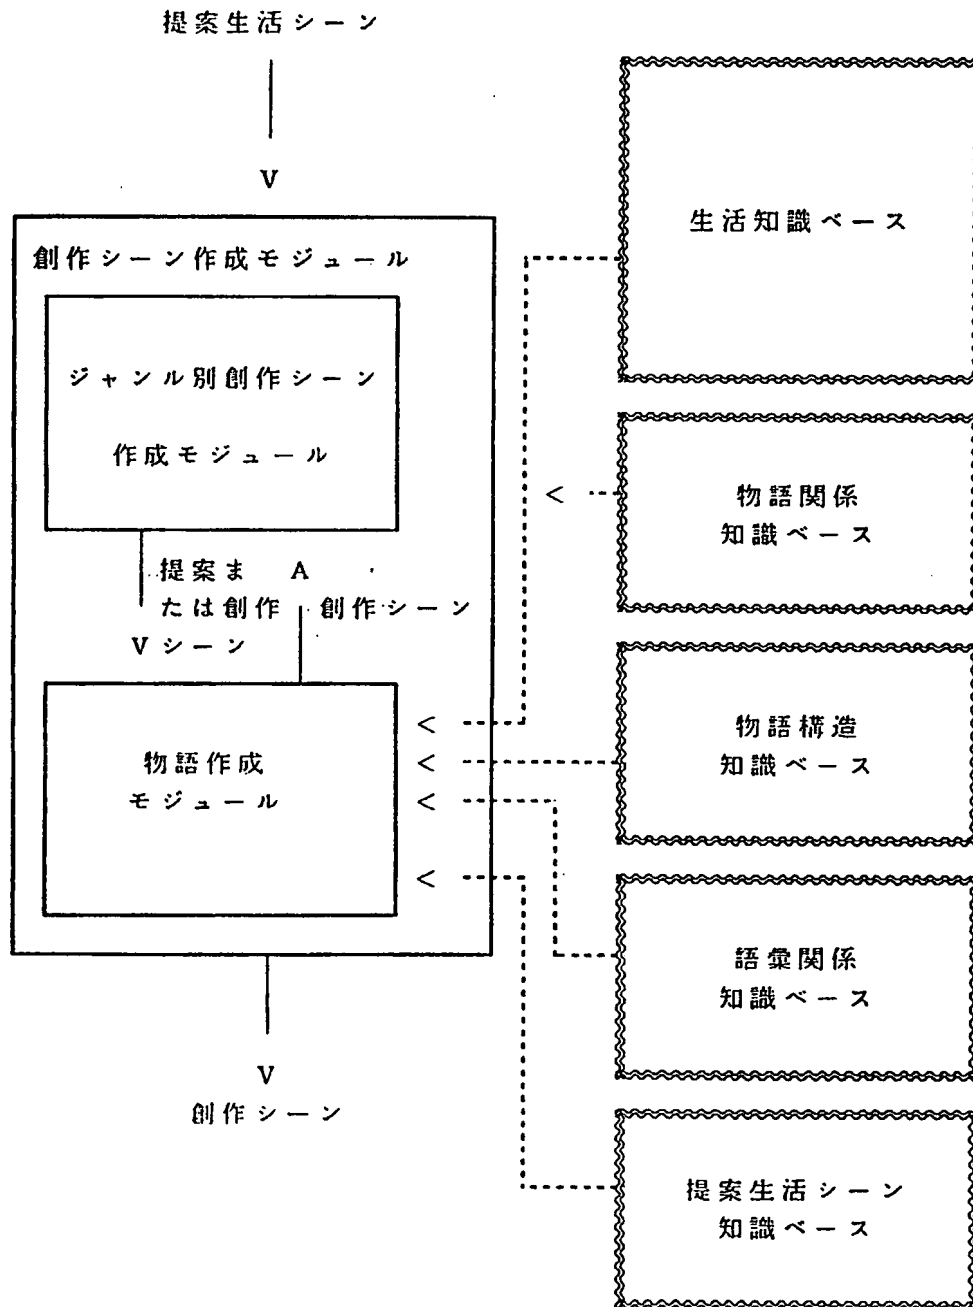 提案生活シーン
V
創作シーン作成モジュール
ジャンル別創作シーン
作成モジュール
提案ま
たは創作
V シーン
A
創作シーン
物語作成
モジュール
<
<
<
<
V
創作シーン
生活知識ベース
<
物語関係
知識ベース
物語構造
知識ベース
語彙関係
知識ベース
提案生活シーン
知識ベース